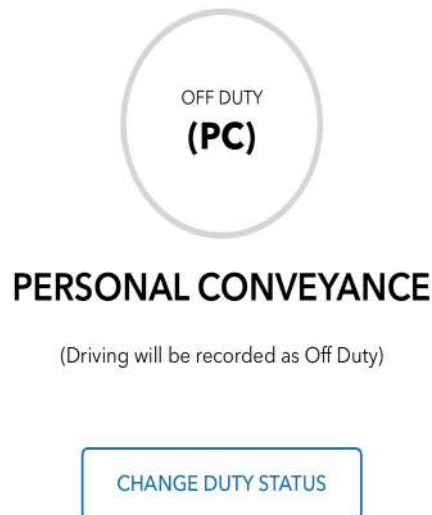 OFF DUTY
(PC)
PERSONAL CONVEYANCE
(Driving will be recorded as Off Duty)
CHANGE DUTY STATUS